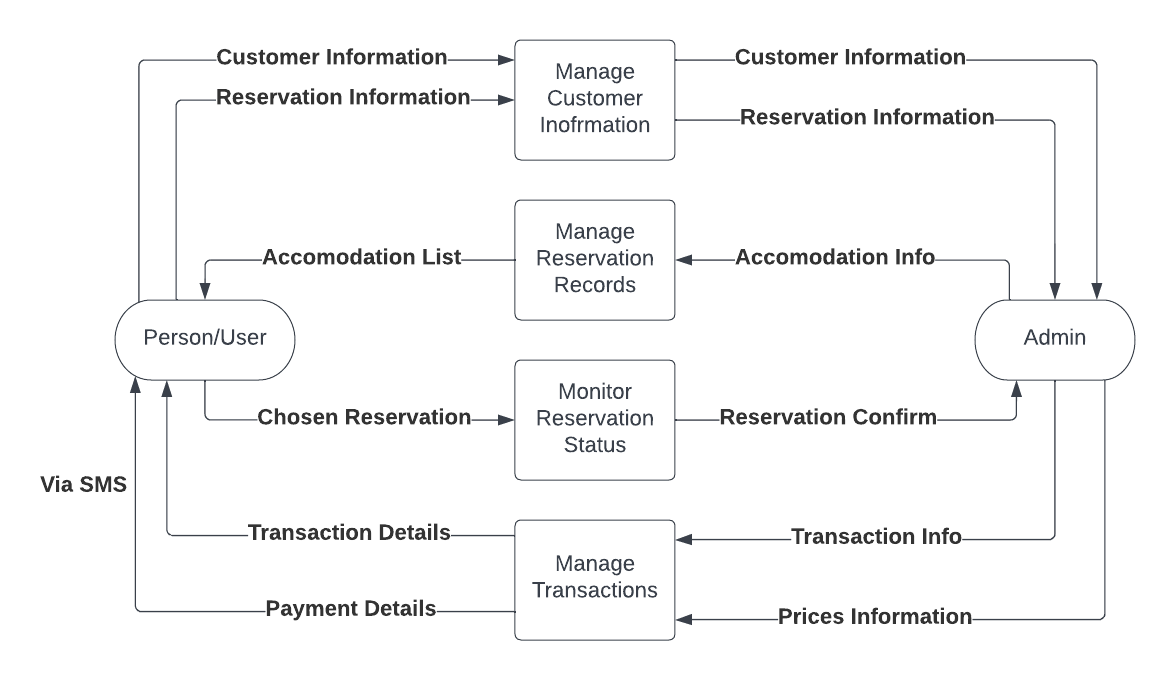 Customer Information
Customer Information
Manage
Customer
Inofrmation
Reservation Information
Reservation Information
Accomodation List
Manage
Reservation
Records
Accomodation Info
Person/User
Admin
Chosen Reservation
Monitor
Reservation
Status
Reservation Confirm
Via SMS
Transaction Details
Manage
Transactions
Transaction Info
Payment Details
Prices Information